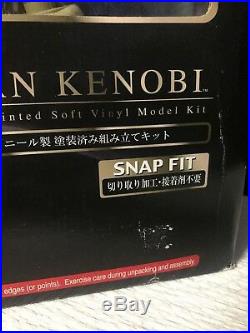 AN KENOBI™
inted Soft Vinyl Model Kit
ニール製 塗装済み組み立てキット
SNAP FIT
切り取り加工・接着剤不要
edges (or points). Exercise care during unpacking and assembly.